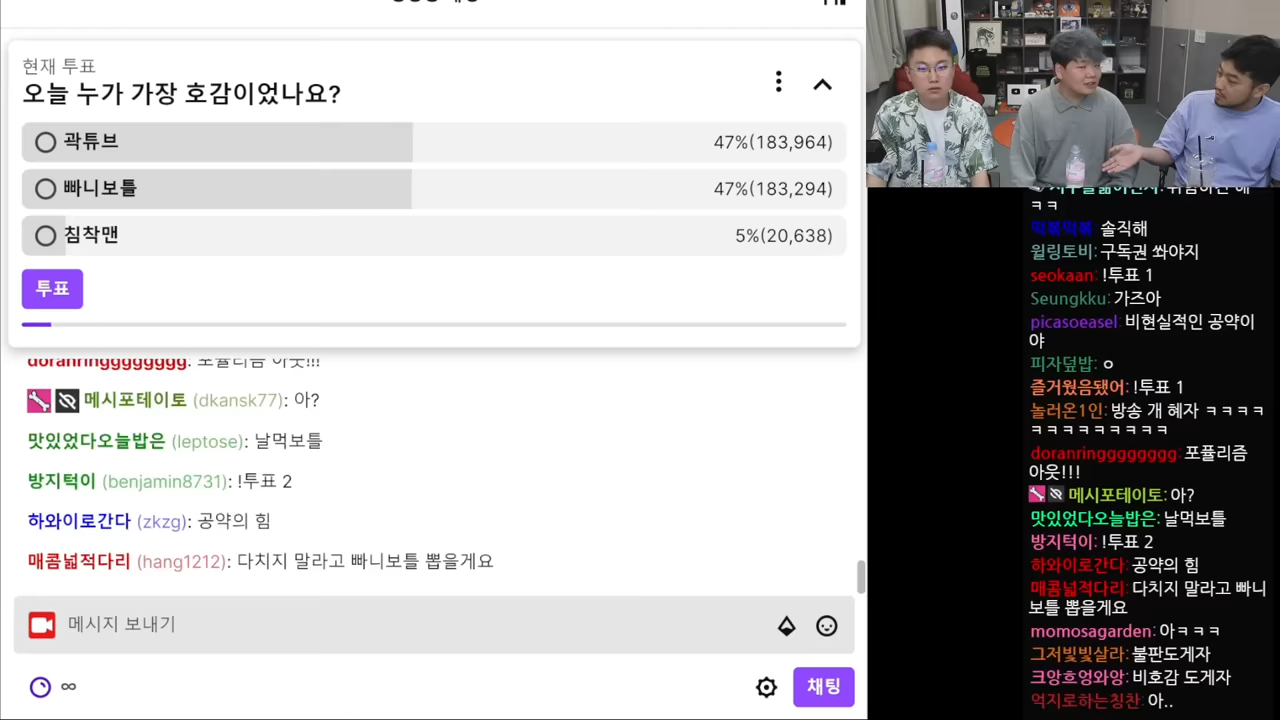 현재 투표
오늘 누가 가장 호감이었나요?
곽튜브 47%(183,964)
빠니보틀 47%(183,294)
침착맨 5%(20,638)
투표
doranringgggggggg: 포퓰리즘 아웃!!!
메시포테이토 (dkansk77): 아?
맛있었다오늘밥은 (leptose): 날먹보틀
방지턱이 (benjamin8731): !투표 2
하와이로간다 (zkzg): 공약의 힘
매콤넓적다리 (hang1212): 다치지 말라고 빠니보틀 뽑을게요
메시지 보내기
채팅
ㅋㅋ
떡볶떡볶: 솔직해
윌링토비: 구독권 쏴야지
seokaan: !투표 1
Seungkku: 가즈아
picasoeasel: 비현실적인 공약이
야
피자덮밥: ㅇ
즐거웠음됐어: !투표 1
놀러온1인: 방송 개 혜자 ㅋㅋㅋㅋ
ㅋㅋㅋㅋㅋㅋㅋㅋㅋ
doranringgggggggg: 포퓰리즘
아웃!!!
메시포테이토: 아?
맛있었다오늘밥은: 날먹보틀
방지턱이: !투표 2
하와이로간다: 공약의 힘
매콤넓적다리: 다치지 말라고 빠니
보틀 뽑을게요
momosagarden: 아ㅋㅋㅋ
그저빛빛살라: 불판도게자
크앙흐엉와앙: 비호감 도게자
억지로하는칭찬: 아..